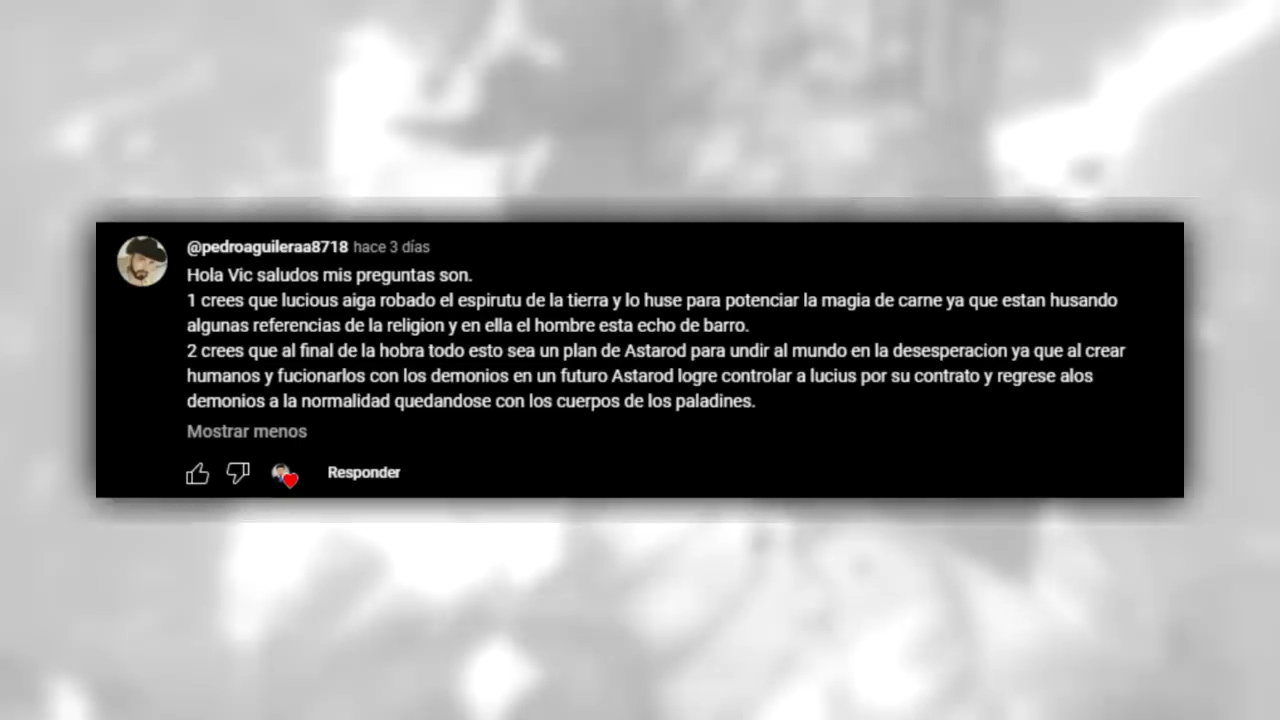 @pedroaguileraa8718 hace 3 días
Hola Vic saludos mis preguntas son.
1 crees que lucious aiga robado el espirutu de la tierra y lo huse para potenciar la magia de carne ya que estan husando
algunas referencias de la religion y en ella el hombre esta echo de barro.
2 crees que al final de la hobra todo esto sea un plan de Astarod para undir al mundo en la desesperacion ya que al crear
humanos y fucionarlos con los demonios en un futuro Astarod logre controlar a lucius por su contrato y regrese alos
demonios a la normalidad quedandose con los cuerpos de los paladines.
Mostrar menos
Responder